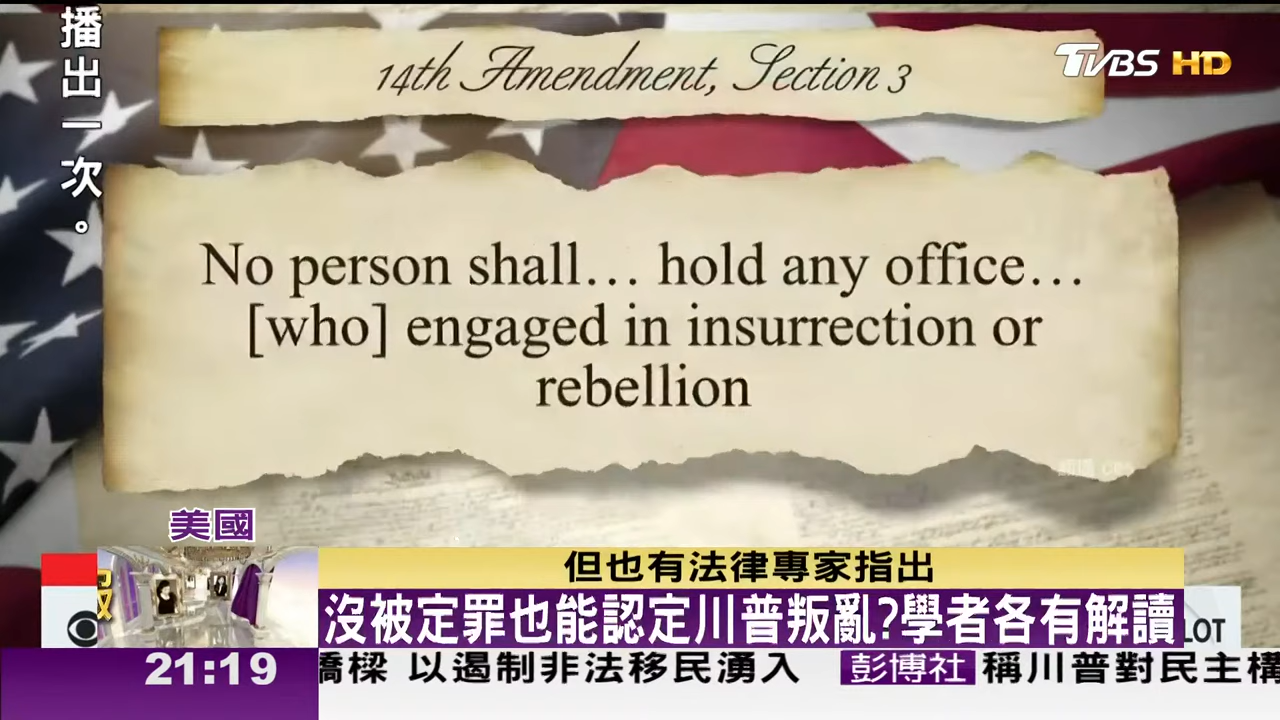 播出一次。
14th Amendment, Section 3
TVBS HD
No person shall… hold any office…
[who] engaged in insurrection or
rebellion
美國
但也有法律專家指出
沒被定罪也能認定川普叛亂?學者各有解讀
LOT
21:19
橋樑 以遏制非法移民湧入 彭博社 稱川普對民主構